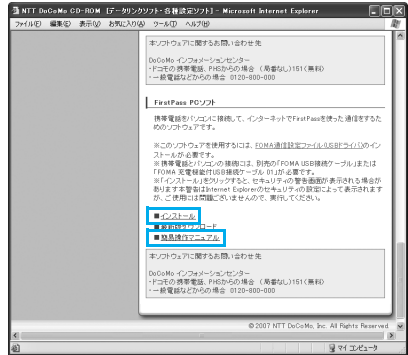 NTT DoCoMo CD-ROM [データリンクソフト・各種設定ソフト] - Microsoft Internet Explorer
ファイル(F) 編集(E) 表示(V) お気に入り(A) ツール(T) ヘルプ(H)
本ソフトウェアに関するお問い合わせ先
DoCoMo インフォメーションセンター
・ドコモの携帯電話、PHSからの場合 (局番なし)151(無料)
・一般電話などからの場合 0120-800-000
FirstPass PCソフト
携帯電話をパソコンに接続して、インターネットでFirstPassを使った通信をするた
めのソフトウェアです。
※このソフトウェアを使用するには、FOMA通信設定ファイル(USBドライバ)のイン
ストールが必要です。
※携帯電話とパソコンの接続には、別売の「FOMA USB接続ケーブル」または
「FOMA 充電機能付USB接続ケーブル 01」が必要です。
※「インストール」をクリックすると、セキュリティの警告画面が表示される場合が
あります本警告はInternet Explorerのセキュリティの設定によって表示されます
が、ご使用には問題ございませんので、実行してください。
■インストール
■簡易操作マニュアル
本ソフトウェアに関するお問い合わせ先
DoCoMo インフォメーションセンター
・ドコモの携帯電話、PHSからの場合 (局番なし)151(無料)
・一般電話などからの場合 0120-800-000
© 2007 NTT DoCoMo, Inc. All Rights Reserved.
マイ コンピュータ